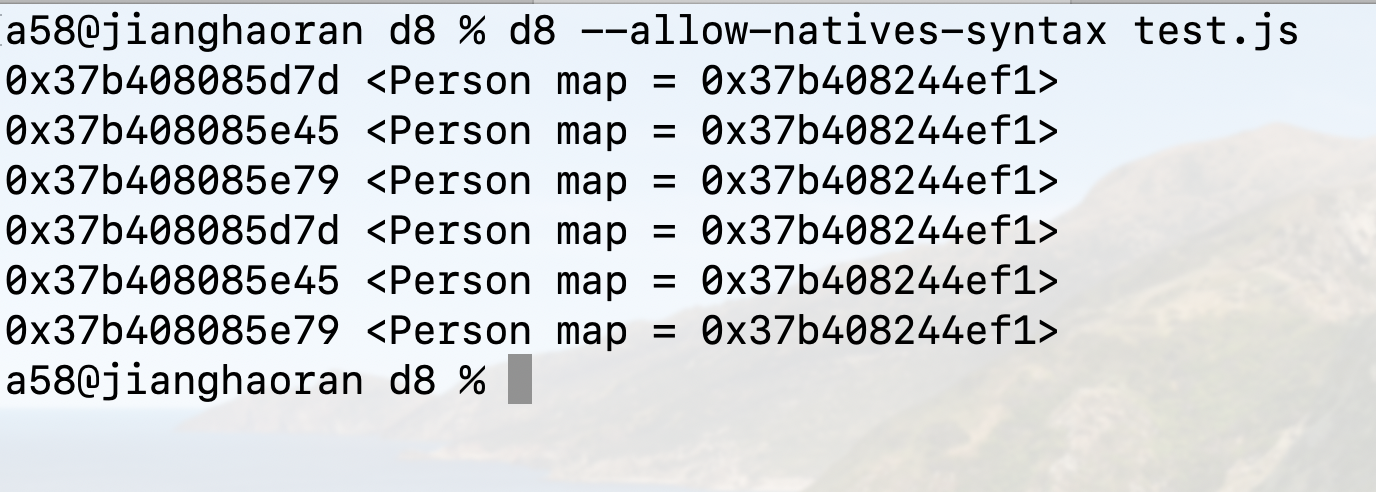 a58@jianghaoran d8 % d8 --allow-natives-syntax test.js
0x37b408085d7d <Person map = 0x37b408244ef1>
0x37b408085e45 <Person map = 0x37b408244ef1>
0x37b408085e79 <Person map = 0x37b408244ef1>
0x37b408085d7d <Person map = 0x37b408244ef1>
0x37b408085e45 <Person map = 0x37b408244ef1>
0x37b408085e79 <Person map = 0x37b408244ef1>
a58@jianghaoran d8 %